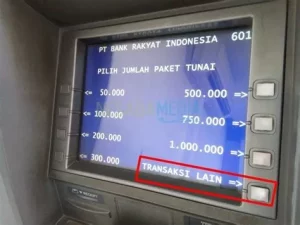 PT BANK RAKYAT INDONESIA 601
PILIH JUMLAH PAKET TUNAI
<= 50.000 500.000 =>
<= 100.000 750.000 =>
<= 200.000 1.000.000 =>
<= 300.000 TRANSAKSI LAIN =>